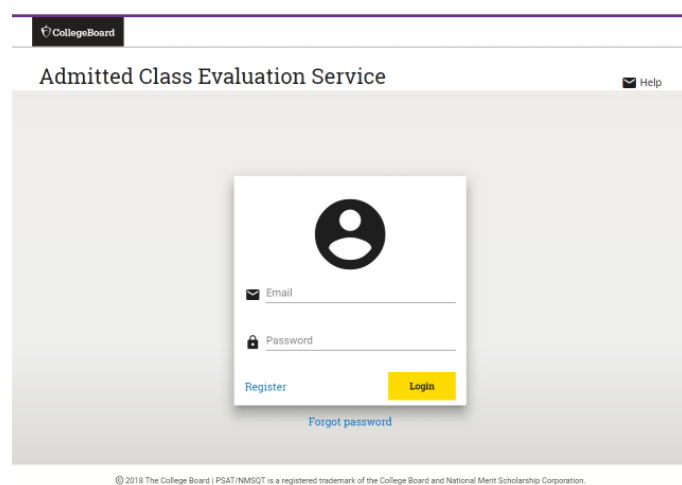 CollegeBoard
Admitted Class Evaluation Service
Help
Email
Password
Register
Login
Forgot password
© 2018 The College Board | PSAT/NMSQT is a registered trademark of the College Board and National Merit Scholarship Corporation.